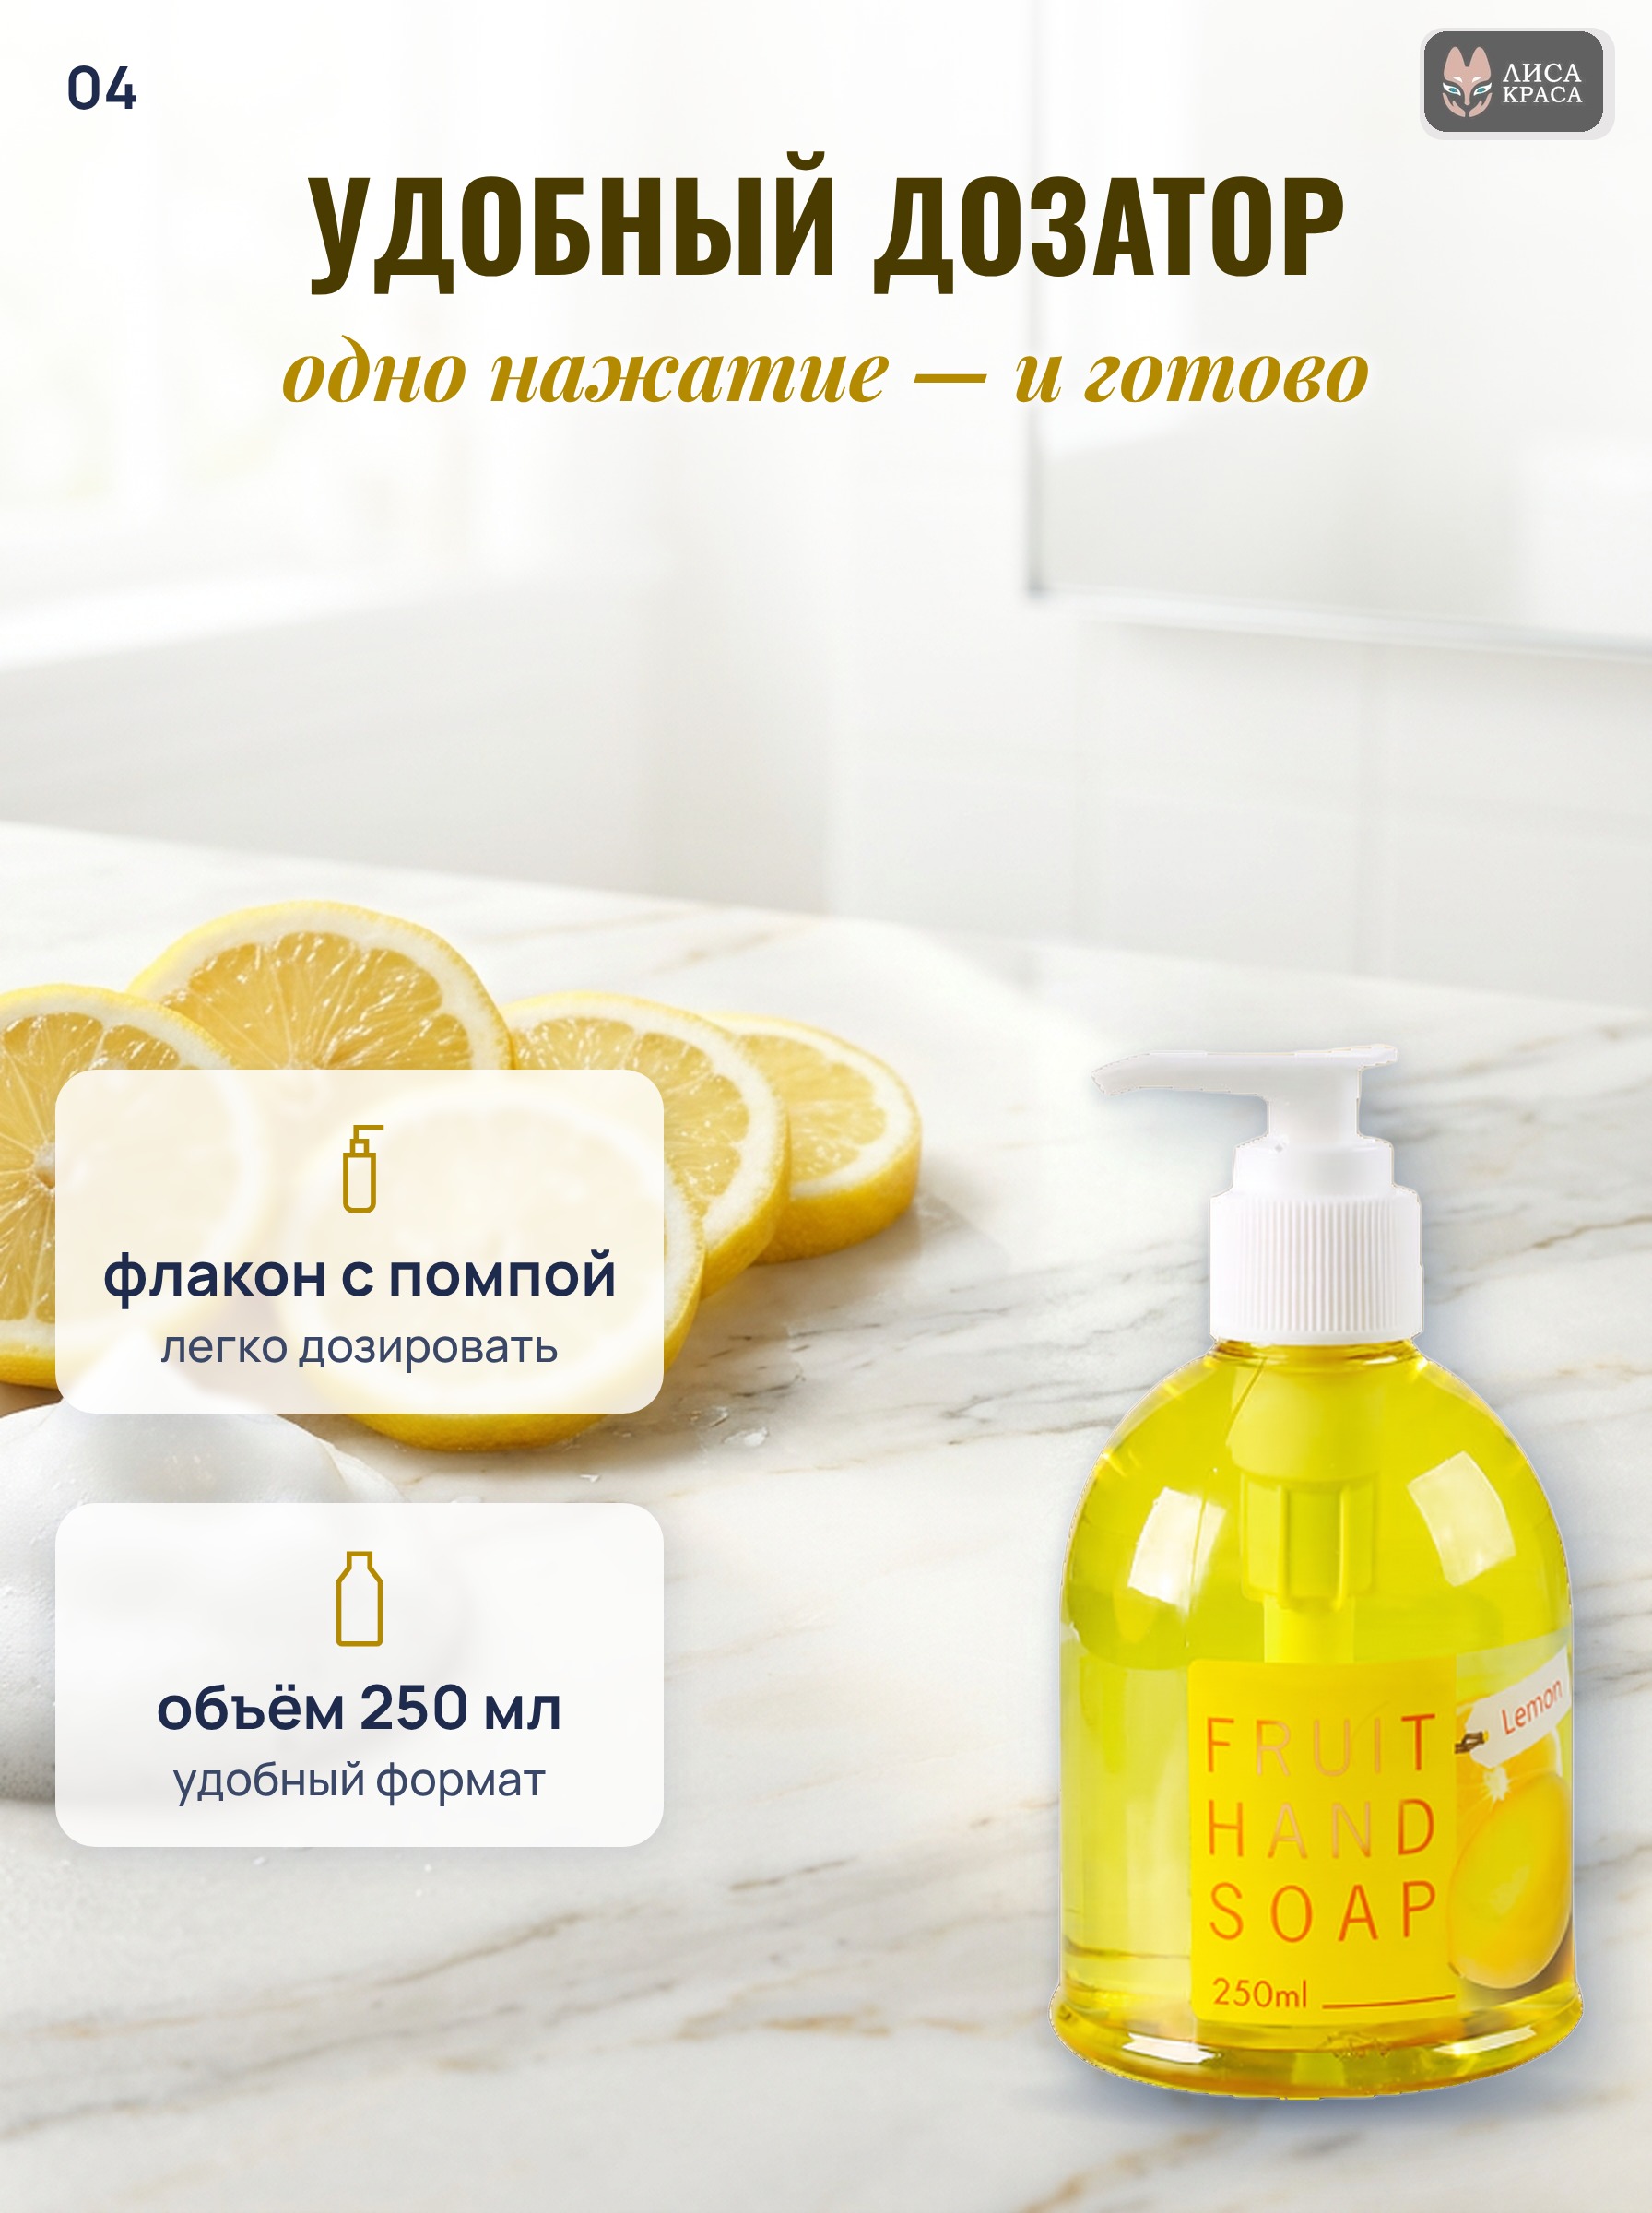 04
ЛИСА
КРАСА
УДОБНЫЙ ДОЗАТОР
одно нажатие — и готово
флакон с помпой
легко дозировать
объём 250 мл
удобный формат
Lemon
FRUIT
HAND
SOAP
250ml